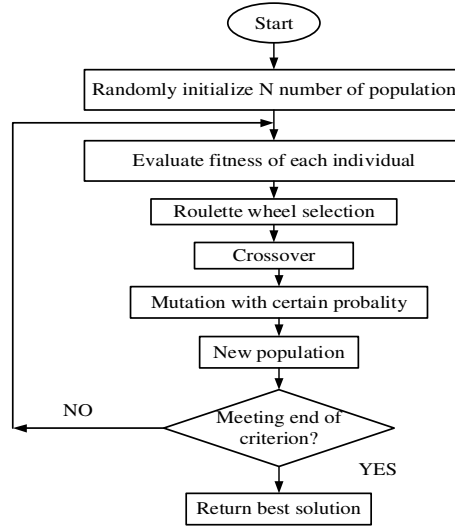 Start
Randomly initialize N number of population
Evaluate fitness of each individual
Roulette wheel selection
Crossover
Mutation with certain probality
New population
Meeting end of
criterion?
NO
YES
Return best solution